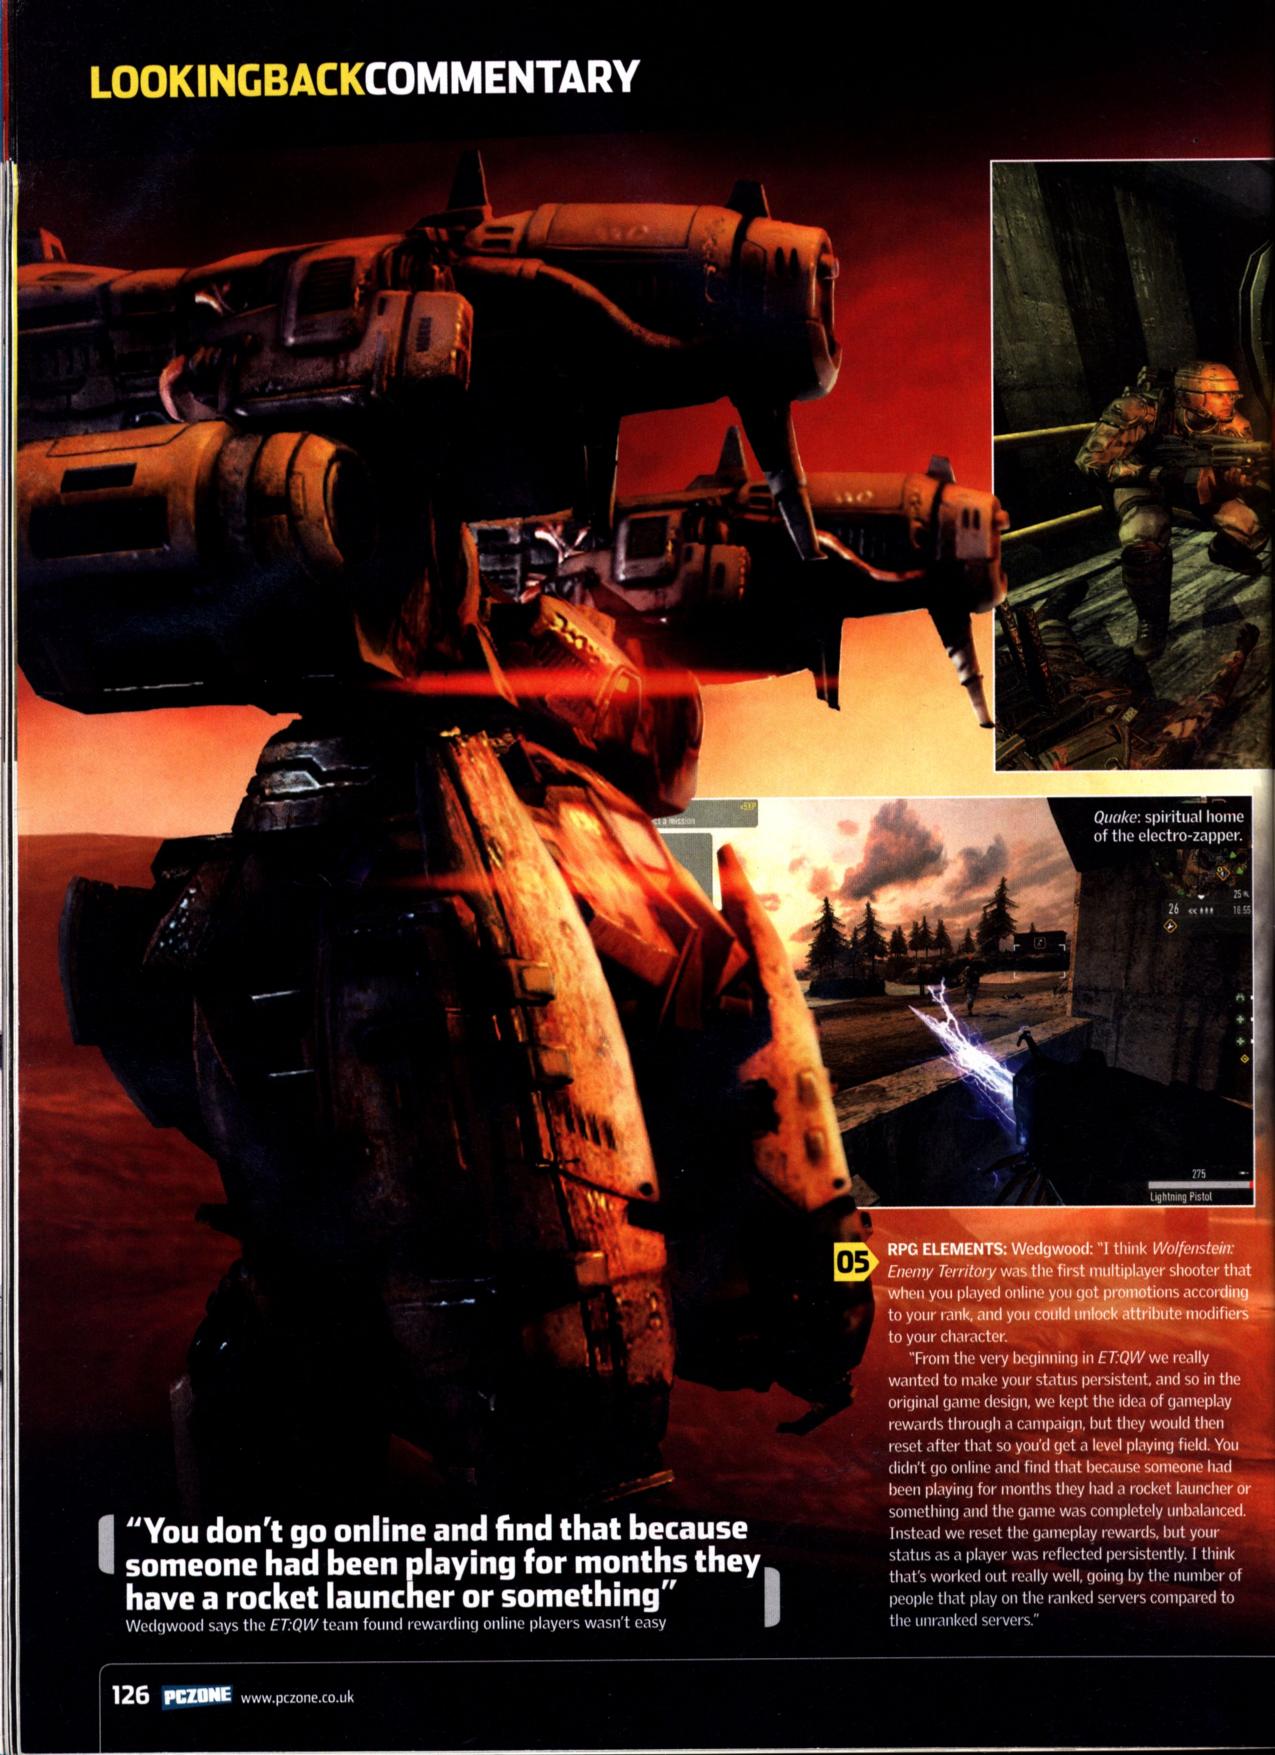 LOOKINGBACKCOMMENTARY
+5XP
ct a mission
Quake: spiritual home
of the electro-zapper.
25
26
18:55
275
Lightning Pistol
05
RPG ELEMENTS: Wedgwood: "I think Wolfenstein:
Enemy Territory was the first multiplayer shooter that
when you played online you got promotions according
to your rank, and you could unlock attribute modifiers
to your character.
"From the very beginning in ET:QW we really
wanted to make your status persistent, and so in the
original game design, we kept the idea of gameplay
rewards through a campaign, but they would then
reset after that so you'd get a level playing field. You
didn't go online and find that because someone had
been playing for months they had a rocket launcher or
something and the game was completely unbalanced.
Instead we reset the gameplay rewards, but your
status as a player was reflected persistently. I think
that's worked out really well, going by the number of
people that play on the ranked servers compared to
the unranked servers."
"You don't go online and find that because
someone had been playing for months they
have a rocket launcher or something"
Wedgwood says the ET:QW team found rewarding online players wasn't easy
126 PCZONE www.pczone.co.uk